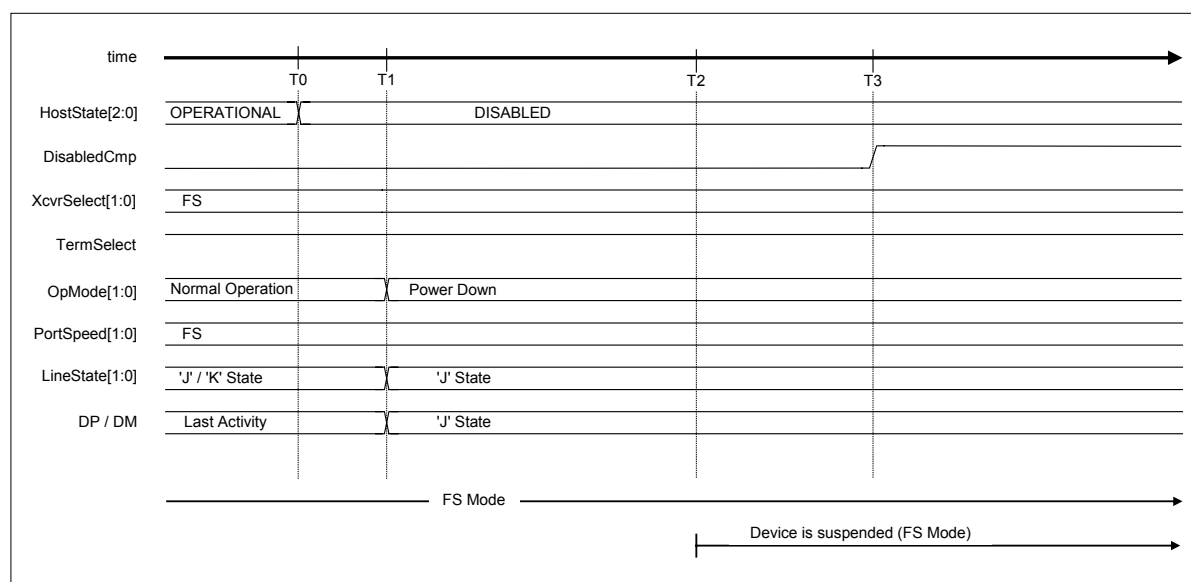 time
T0 T1 T2 T3
HostState[2:0] OPERATIONAL DISABLED
DisabledCmp
XcvrSelect[1:0] FS
TermSelect
OpMode[1:0] Normal Operation Power Down
PortSpeed[1:0] FS
LineState[1:0] 'J' / 'K' State 'J' State
DP / DM Last Activity 'J' State
FS Mode
Device is suspended (FS Mode)